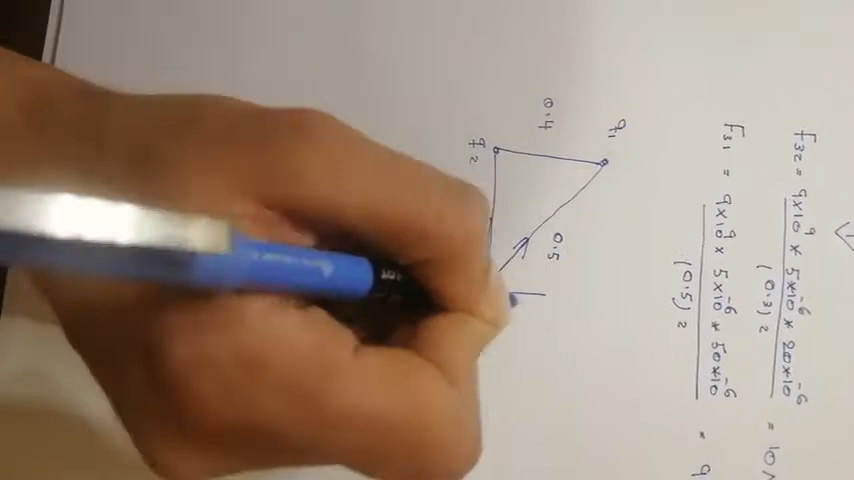 F32 = 9×10^9 * 5*10^-6 * 20*10^-6 / (0.3)^2 = 10
F31 = 9×10^9 × 5×10^-6 * 50*10^-6 / (0.5)^2 = 9
q1
0.4
0.5
q2